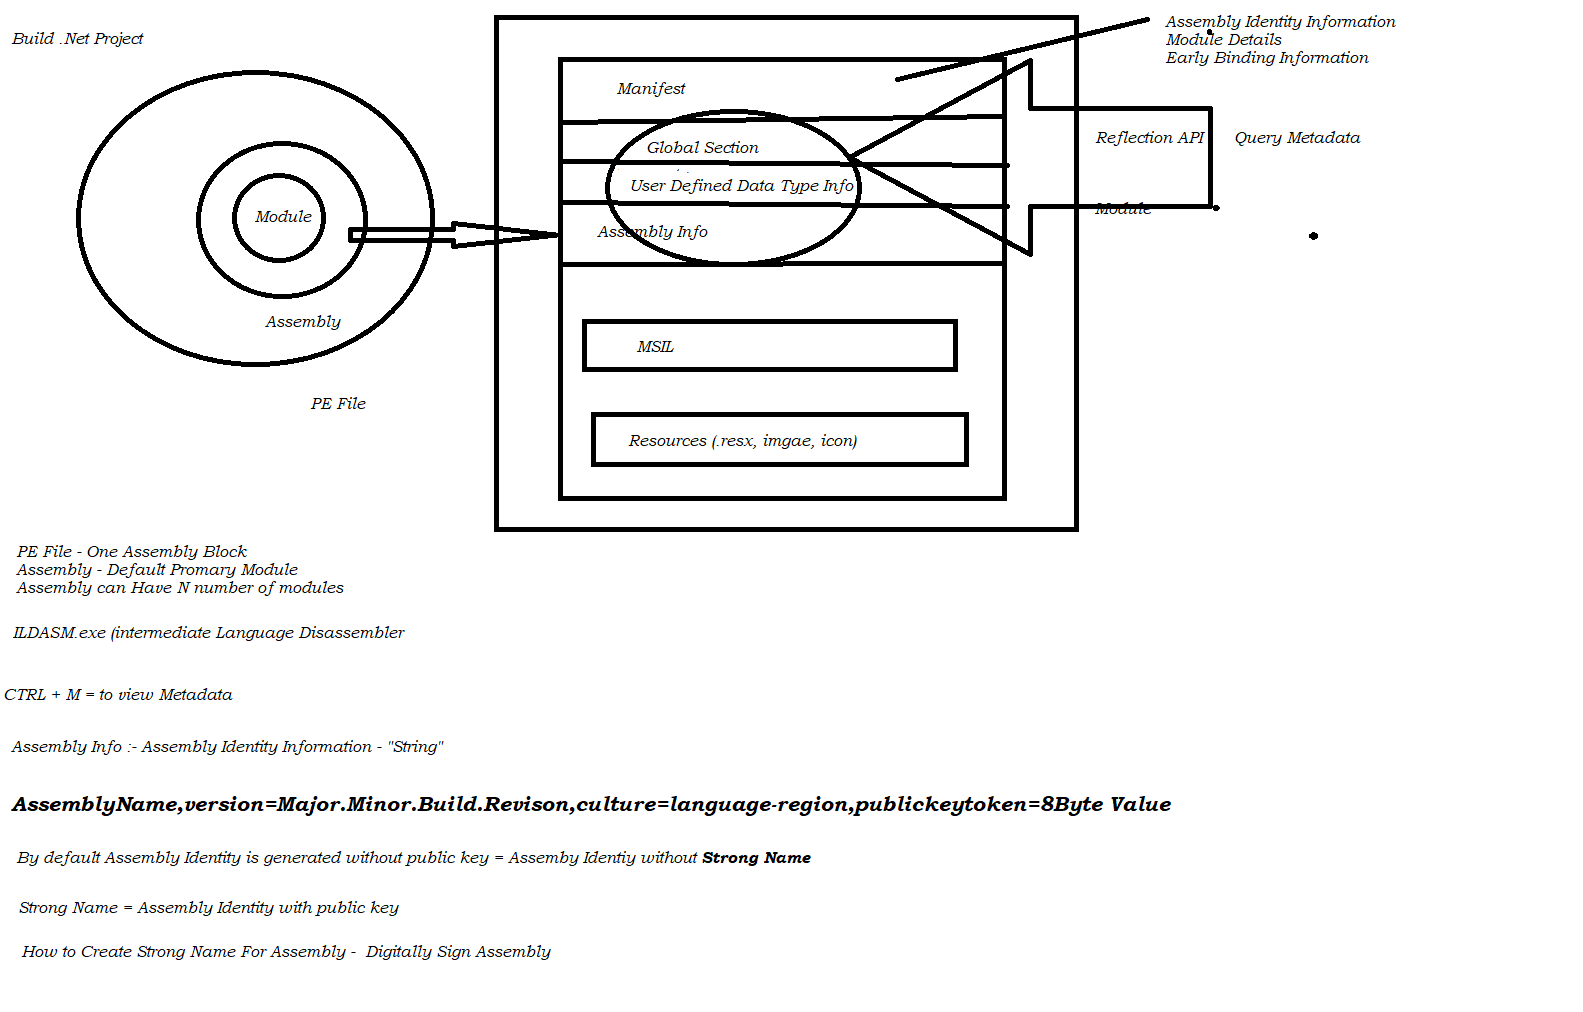 Build .Net Project
Assembly Identity Information
Module Details
Early Binding Information
Manifest
Global Section
User Defined Data Type Info
Assembly Info
Reflection API
Query Metadata
Module
Module
Assembly
PE File
MSIL
Resources (.resx, imgae, icon)
PE File - One Assembly Block
Assembly - Default Promary Module
Assembly can Have N number of modules
ILDASM.exe (intermediate Language Disassembler
CTRL + M = to view Metadata
Assembly Info :- Assembly Identity Information - "String"
AssemblyName,version=Major.Minor.Build.Revison,culture=language-region,publickeytoken=8Byte Value
By default Assembly Identity is generated without public key = Assemby Identiy without Strong Name
Strong Name = Assembly Identity with public key
How to Create Strong Name For Assembly - Digitally Sign Assembly